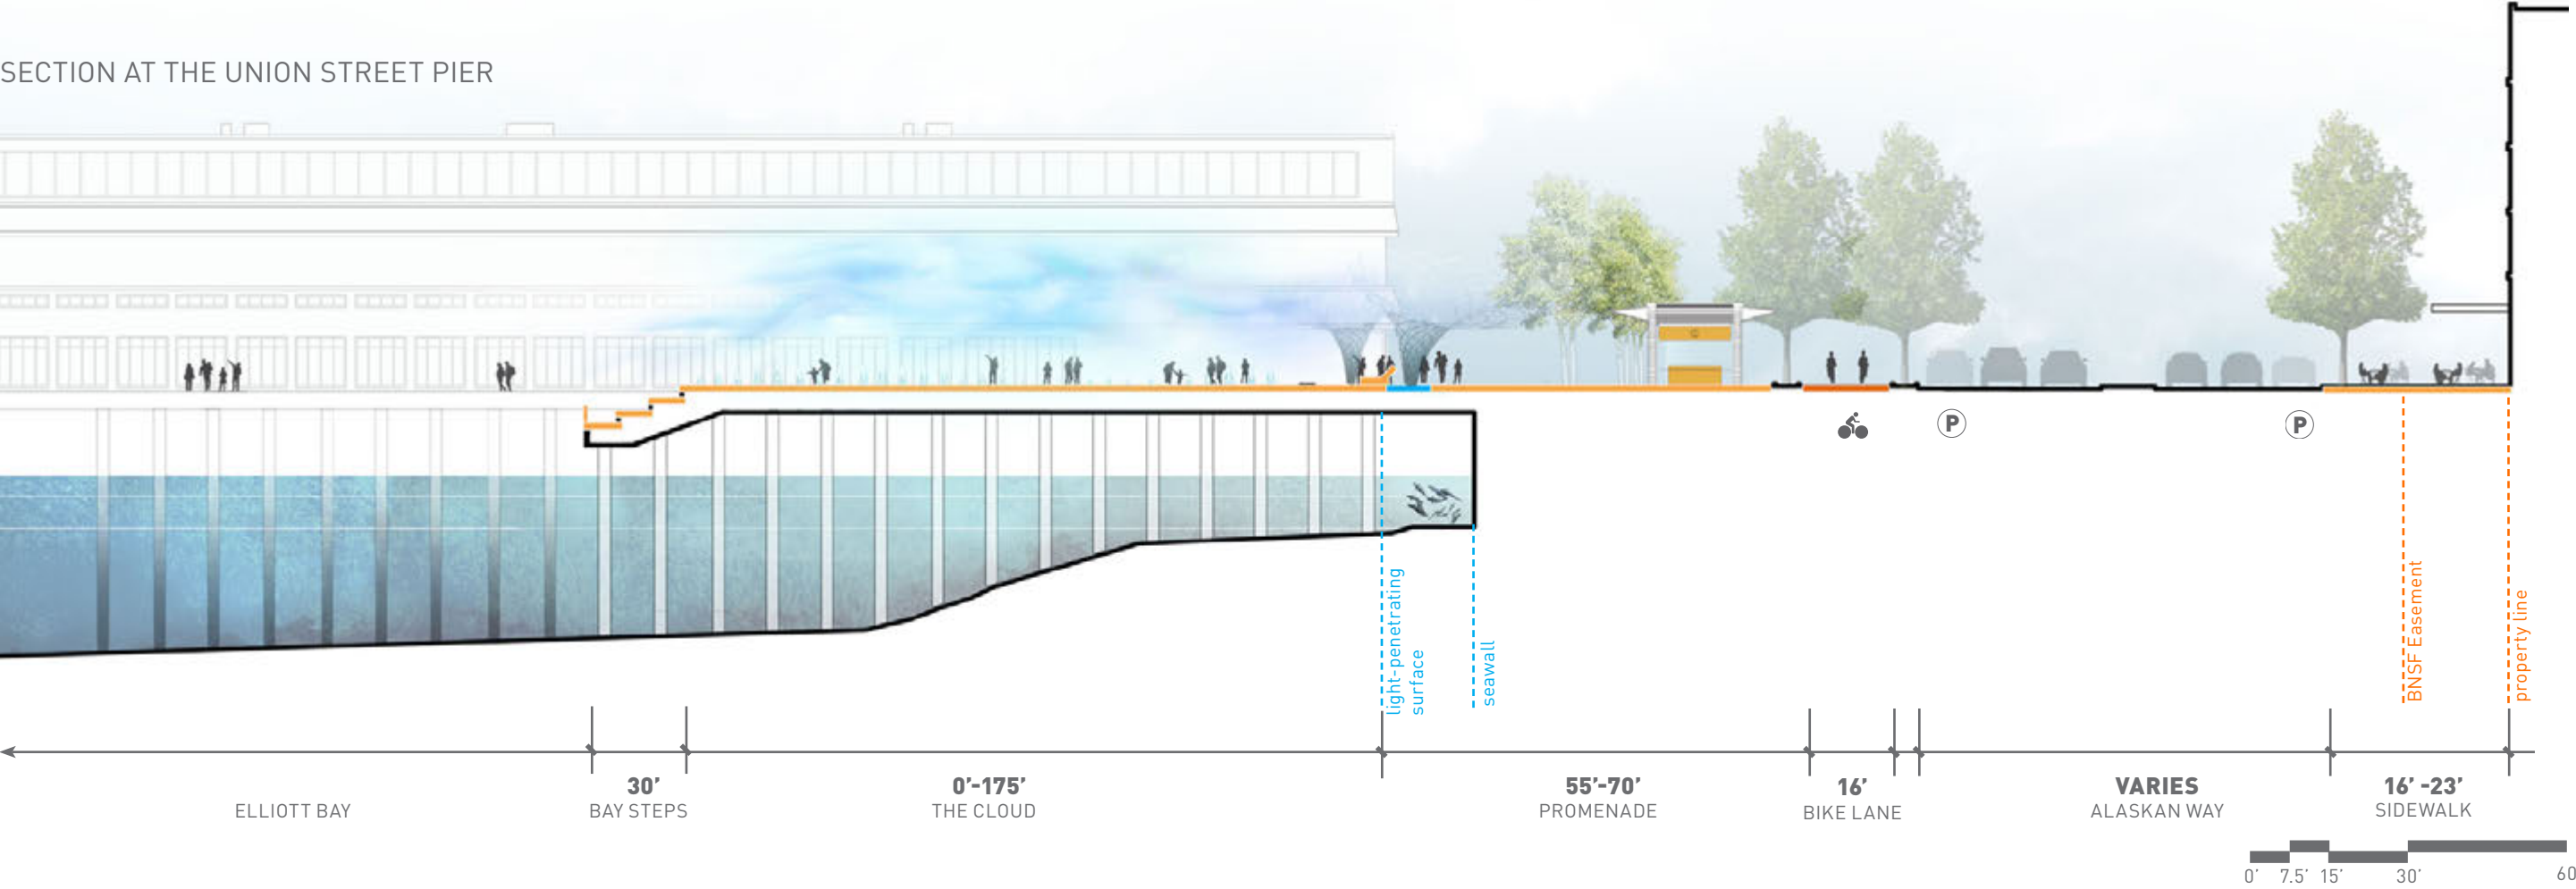 SECTION AT THE UNION STREET PIER
P
P
light-penetrating
surface
seawall
BNSF Easement
property line
30’
BAY STEPS
0’-175’
THE CLOUD
55’-70’
PROMENADE
16’
BIKE LANE
VARIES
ALASKAN WAY
16’ -23’
SIDEWALK
ELLIOTT BAY
0’ 7.5’ 15’ 30’ 60